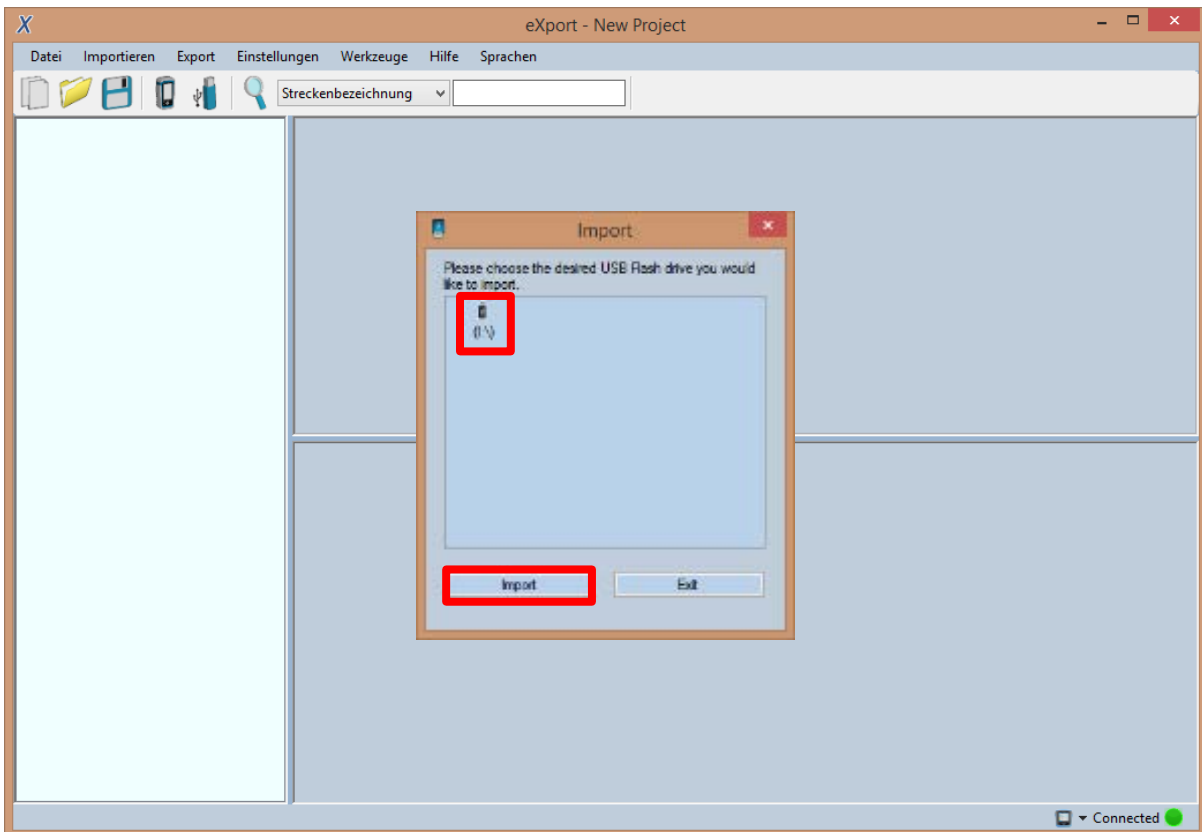 X
eXport - New Project
Datei Importieren Export Einstellungen Werkzeuge Hilfe Sprachen
Streckenbezeichnung
Import
Please choose the desired USB Flash drive you would
like to import.
Import Exit
Connected